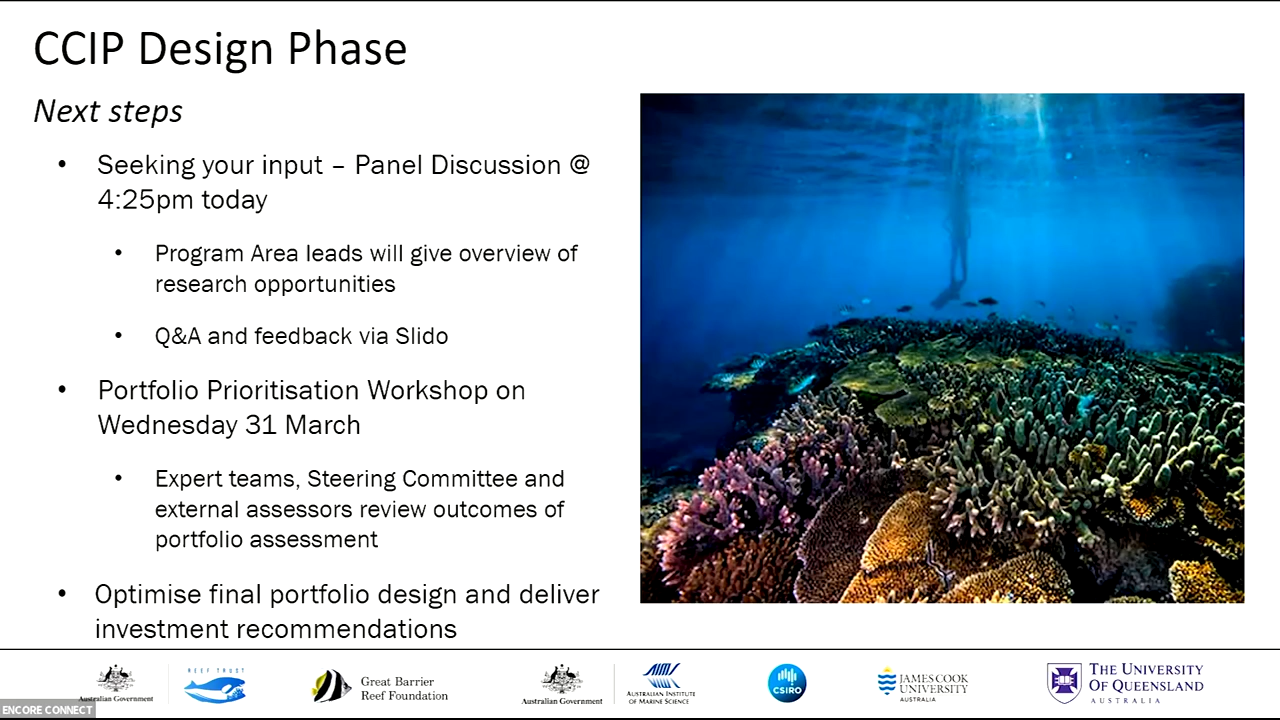 CCIP Design Phase
Next steps
• Seeking your input – Panel Discussion @
4:25pm today
• Program Area leads will give overview of
research opportunities
• Q&A and feedback via Slido
• Portfolio Prioritisation Workshop on
Wednesday 31 March
• Expert teams, Steering Committee and
external assessors review outcomes of
portfolio assessment
• Optimise final portfolio design and deliver
investment recommendations
Australian Government
REEF TRUST
Great Barrier
Reef Foundation
Australian Government
AIMS
AUSTRALIAN INSTITUTE
OF MARINE SCIENCE
CSIRO
JAMES COOK
UNIVERSITY
AUSTRALIA
THE UNIVERSITY
OF QUEENSLAND
AUSTRALIA
ENCORE CONNECT